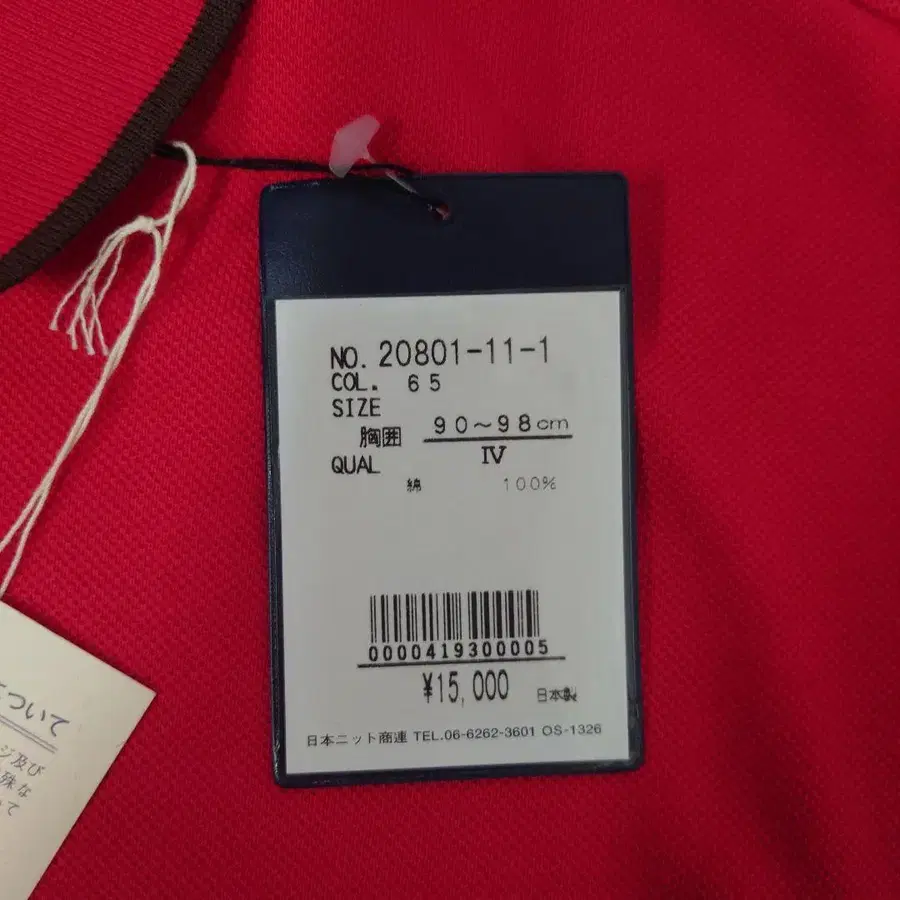 NO. 20801-11-1
COL. 65
SIZE
胸囲 90～98cm
IV
QUAL
綿 100%
0000419300005
¥15,000 日本製
日本ニット商連 TEL.06-6262-3601 OS-1326
ついて
ジ及び
殊な
て